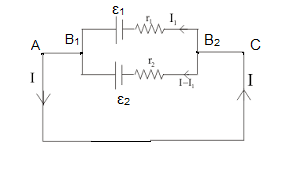 ε1
r₁ I₁
A B₁ B₂ C
I r₂ I
I-I₁
ε2